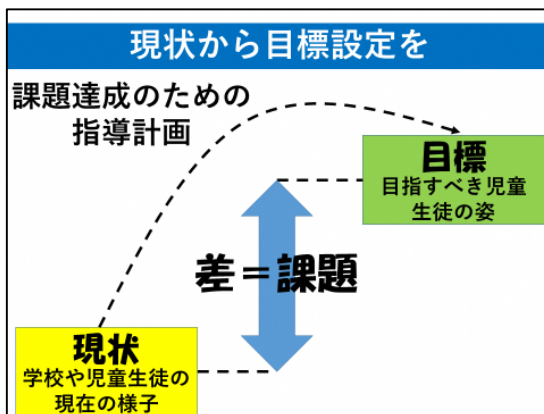 現状から目標設定を
課題達成のための
指導計画
目標
目指すべき児童
生徒の姿
差＝課題
現状
学校や児童生徒の
現在の様子